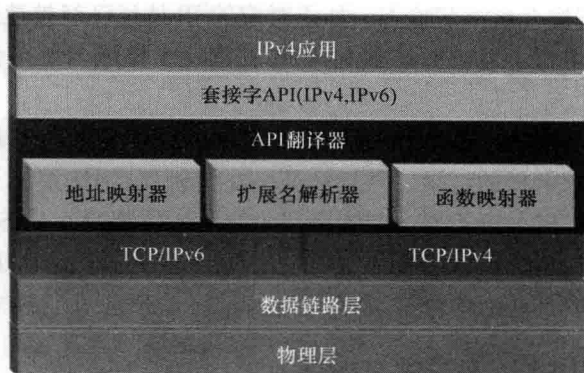 IPv4应用
套接字API(IPv4,IPv6)
API翻译器
地址映射器
扩展名解析器
函数映射器
TCP/IPv6
TCP/IPv4
数据链路层
物理层